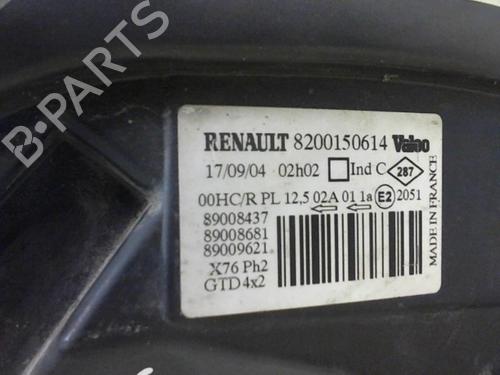 RENAULT 8200150614 Valeo
17/09/04 02h02 Ind C 287
00HC/R PL 12,5 02A 01 1a E2 2051
89008437
89008681
89009621
X76 Ph2
GTD 4x2
MADE IN FRANCE
B-PARTS